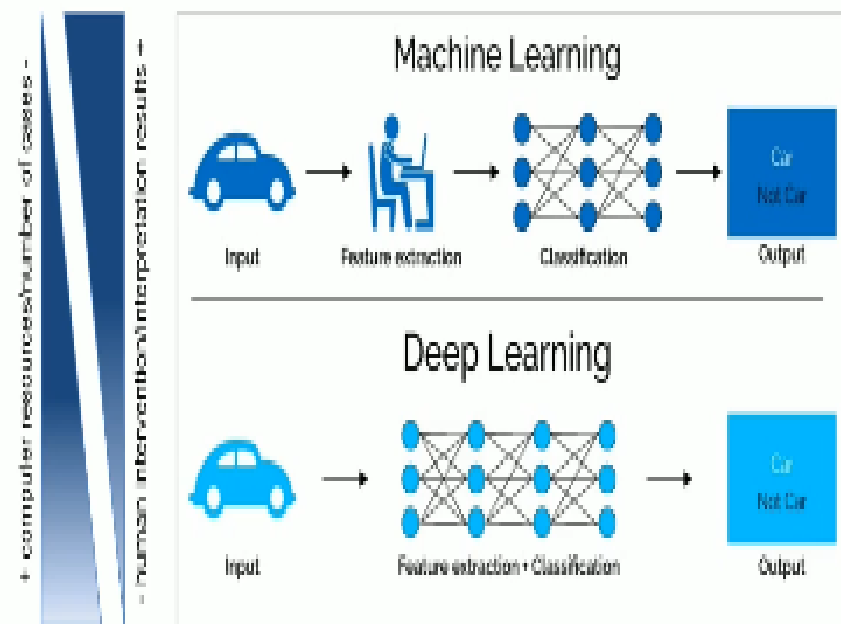 + computer resources/number of cases -
- human intervention/interpretation results +
Machine Learning
Input
Feature extraction
Classification
Car
Not Car
Output
Deep Learning
Input
Feature extraction + Classification
Car
Not Car
Output